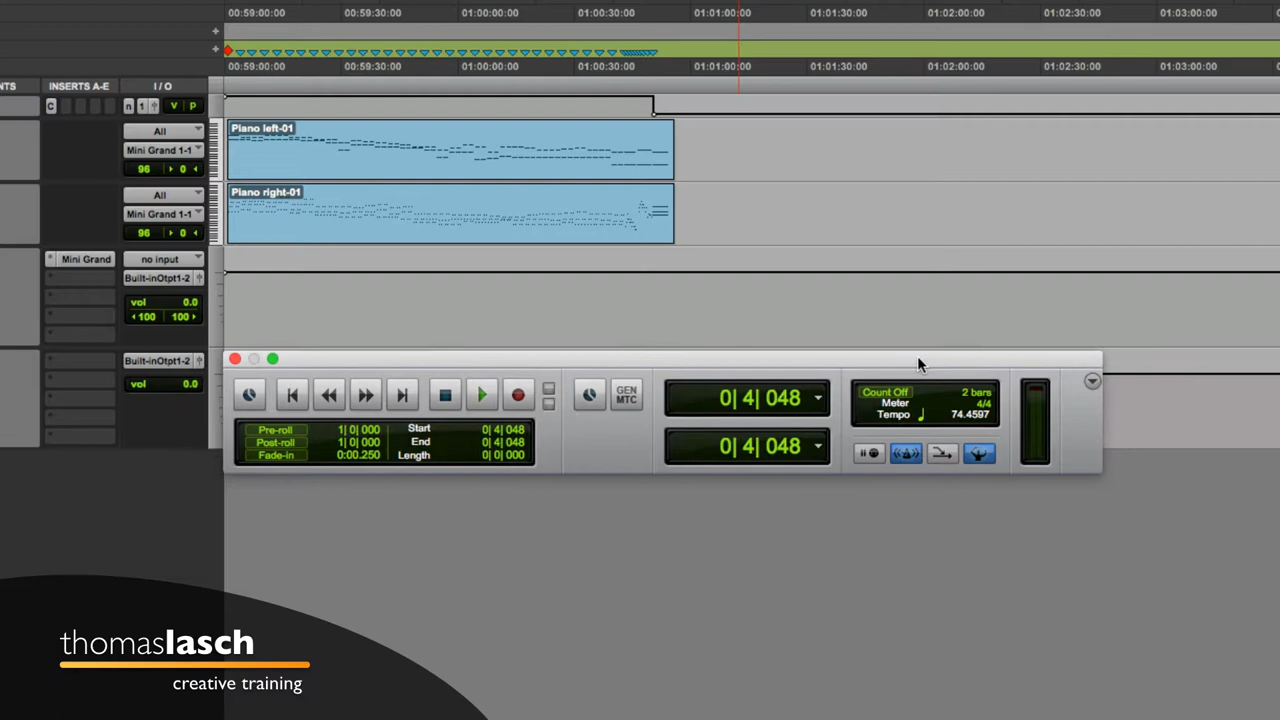 00:59:00:00 00:59:30:00 01:00:00:00 01:00:30:00 01:01:00:00 01:01:30:00 01:02:00:00 01:02:30:00 01:03:00:00
00:59:00:00 00:59:30:00 01:00:00:00 01:00:30:00 01:01:00:00 01:01:30:00 01:02:00:00 01:02:30:00 01:03:00:00
NTS INSERTS A-E I / O
C n 1 v p
All
Mini Grand 1-1
96 0
Piano left-01
All
Mini Grand 1-1
96 0
Piano right-01
Mini Grand no input
Built-inOtpt1-2
vol 0.0
100 100
Built-inOtpt1-2
vol 0.0
GEN
MTC
0| 4| 048
0| 4| 048
Count Off 2 bars
Meter 4/4
Tempo 74.4597
Pre-roll 1| 0| 000 Start 0| 4| 048
Post-roll 1| 0| 000 End 0| 4| 048
Fade-in 0:00.250 Length 0| 0| 000
thomaslasch
creative training